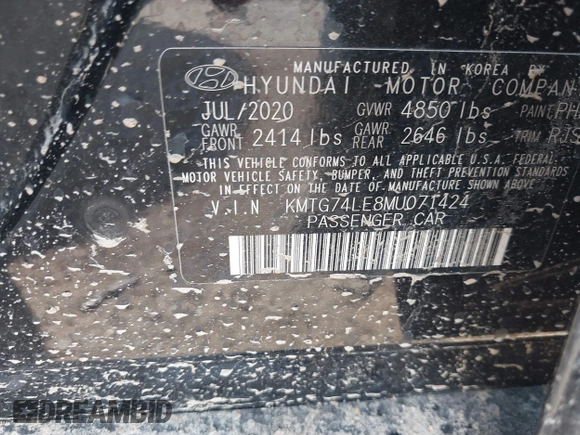 MANUFACTURED IN KOREA BY
HYUNDAI MOTOR COMPAN
JUL/2020 GVWR 4850 lbs PAINT PH
GAWR FRONT 2414 lbs GAWR REAR 2646 lbs TRIM RJS
THIS VEHICLE CONFORMS TO ALL APPLICABLE U.S.A. FEDERAL
MOTOR VEHICLE SAFETY, BUMPER, AND THEFT PREVENTION STANDARDS
IN EFFECT ON THE DATE OF MANUFACTURE SHOWN ABOVE.
V.I.N KMTG74LE8MU071424
PASSENGER CAR
DREAMBID